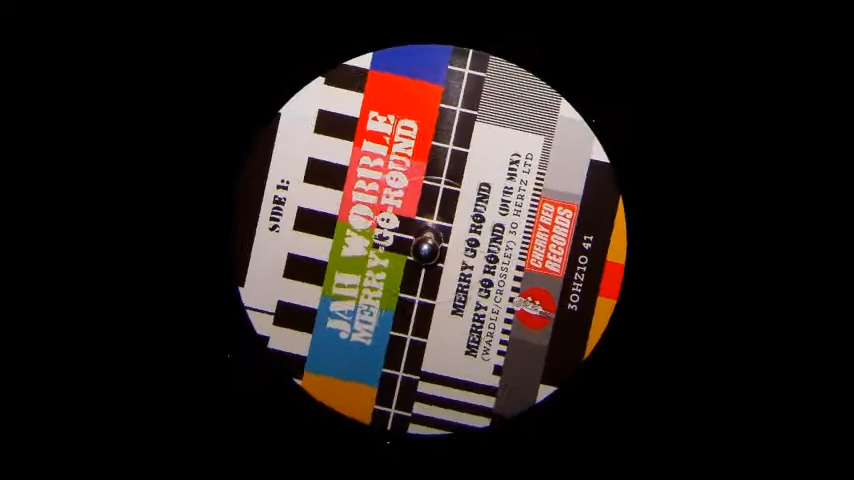 SIDE 1:
JAH WOBBLE
MERRY-GO-ROUND
MERRY GO ROUND
MERRY GO ROUND (DUB MIX)
(WARDLE/CROSSLEY) 30 HERTZ LTD
CHERRY RED
RECORDS
30HZ10 41